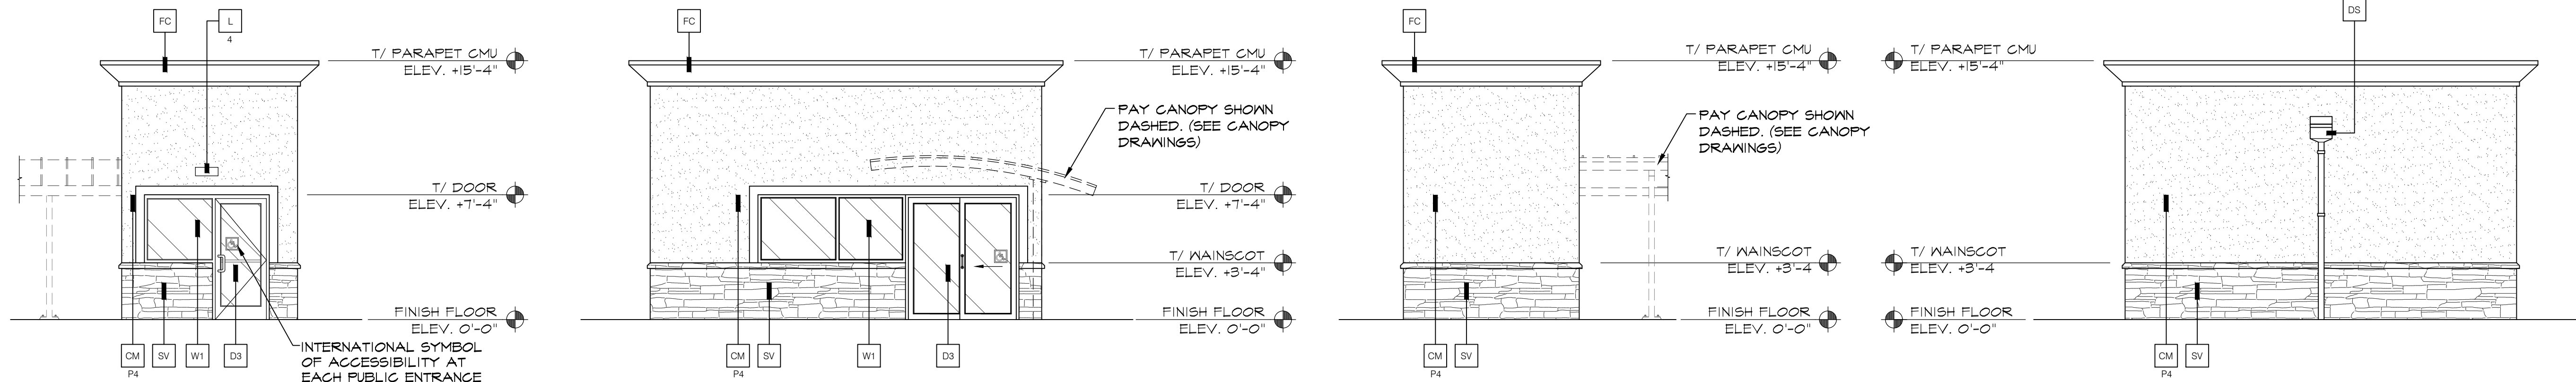 FC
L
4
T/ PARAPET CMU
ELEV. +15'-4"
T/ DOOR
ELEV. +7'-4"
FINISH FLOOR
ELEV. 0'-0"
CM
P4
SV
W1
D3
INTERNATIONAL SYMBOL
OF ACCESSIBILITY AT
EACH PUBLIC ENTRANCE
FC
T/ PARAPET CMU
ELEV. +15'-4"
PAY CANOPY SHOWN
DASHED. (SEE CANOPY
DRAWINGS)
T/ DOOR
ELEV. +7'-4"
T/ WAINSCOT
ELEV. +3'-4"
FINISH FLOOR
ELEV. 0'-0"
CM
P4
SV
W1
D3
FC
T/ PARAPET CMU
ELEV. +15'-4"
PAY CANOPY SHOWN
DASHED. (SEE CANOPY
DRAWINGS)
T/ WAINSCOT
ELEV. +3'-4
FINISH FLOOR
ELEV. 0'-0"
CM
P4
SV
DS
T/ PARAPET CMU
ELEV. +15'-4"
T/ WAINSCOT
ELEV. +3'-4
FINISH FLOOR
ELEV. 0'-0"
CM
P4
SV